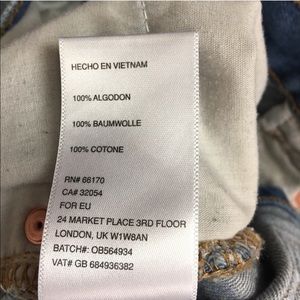 HECHO EN VIETNAM
100% ALGODON
100% BAUMWOLLE
100% COTONE
RN# 66170
CA# 32054
FOR EU
24 MARKET PLACE 3RD FLOOR
LONDON, UK W1W8AN
BATCH#: OB564934
VAT# GB 684936382